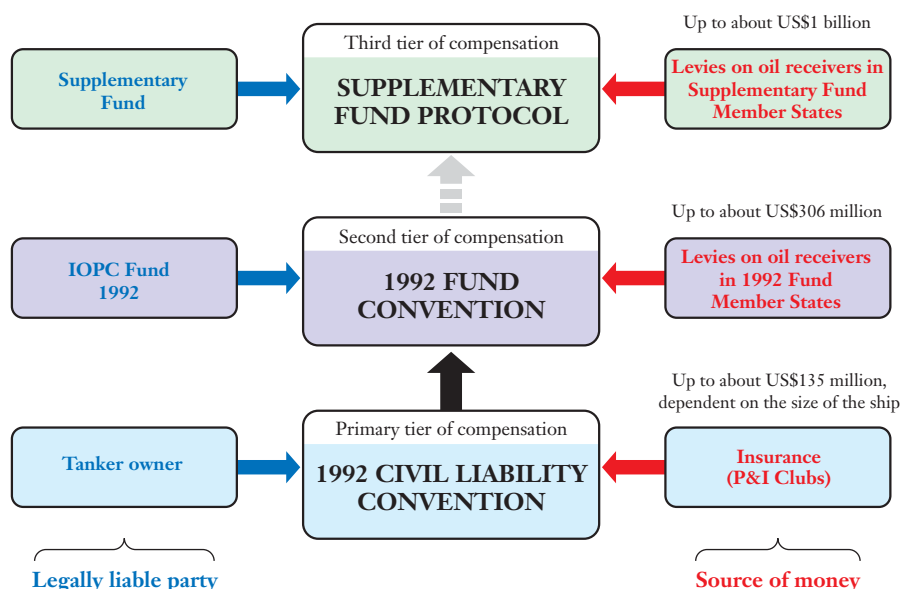 Up to about US$1 billion
Third tier of compensation
Supplementary
Fund
SUPPLEMENTARY
FUND PROTOCOL
Levies on oil receivers in
Supplementary Fund
Member States
Up to about US$306 million
Second tier of compensation
IOPC Fund
1992
1992 FUND
CONVENTION
Levies on oil receivers
in 1992 Fund
Member States
Up to about US$135 million,
dependent on the size of the ship
Primary tier of compensation
Tanker owner
1992 CIVIL LIABILITY
CONVENTION
Insurance
(P&I Clubs)
Legally liable party
Source of money